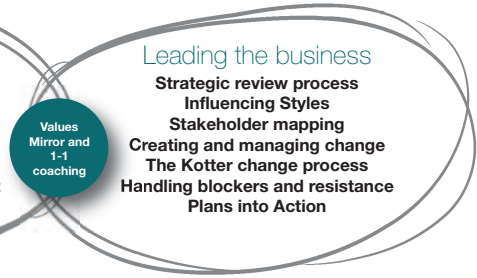 Leading the business
Strategic review process
Influencing Styles
Stakeholder mapping
Creating and managing change
The Kotter change process
Handling blockers and resistance
Plans into Action
Values
Mirror and
1-1
coaching